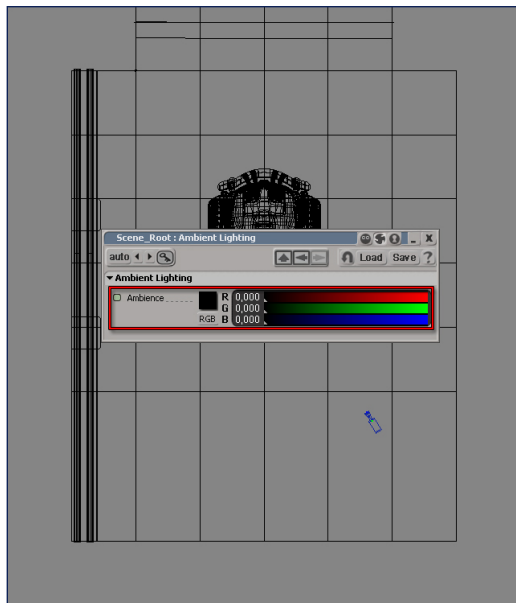 Scene_Root : Ambient Lighting
auto Load Save ?
Ambient Lighting
Ambience R 0,000
G 0,000
RGB B 0,000